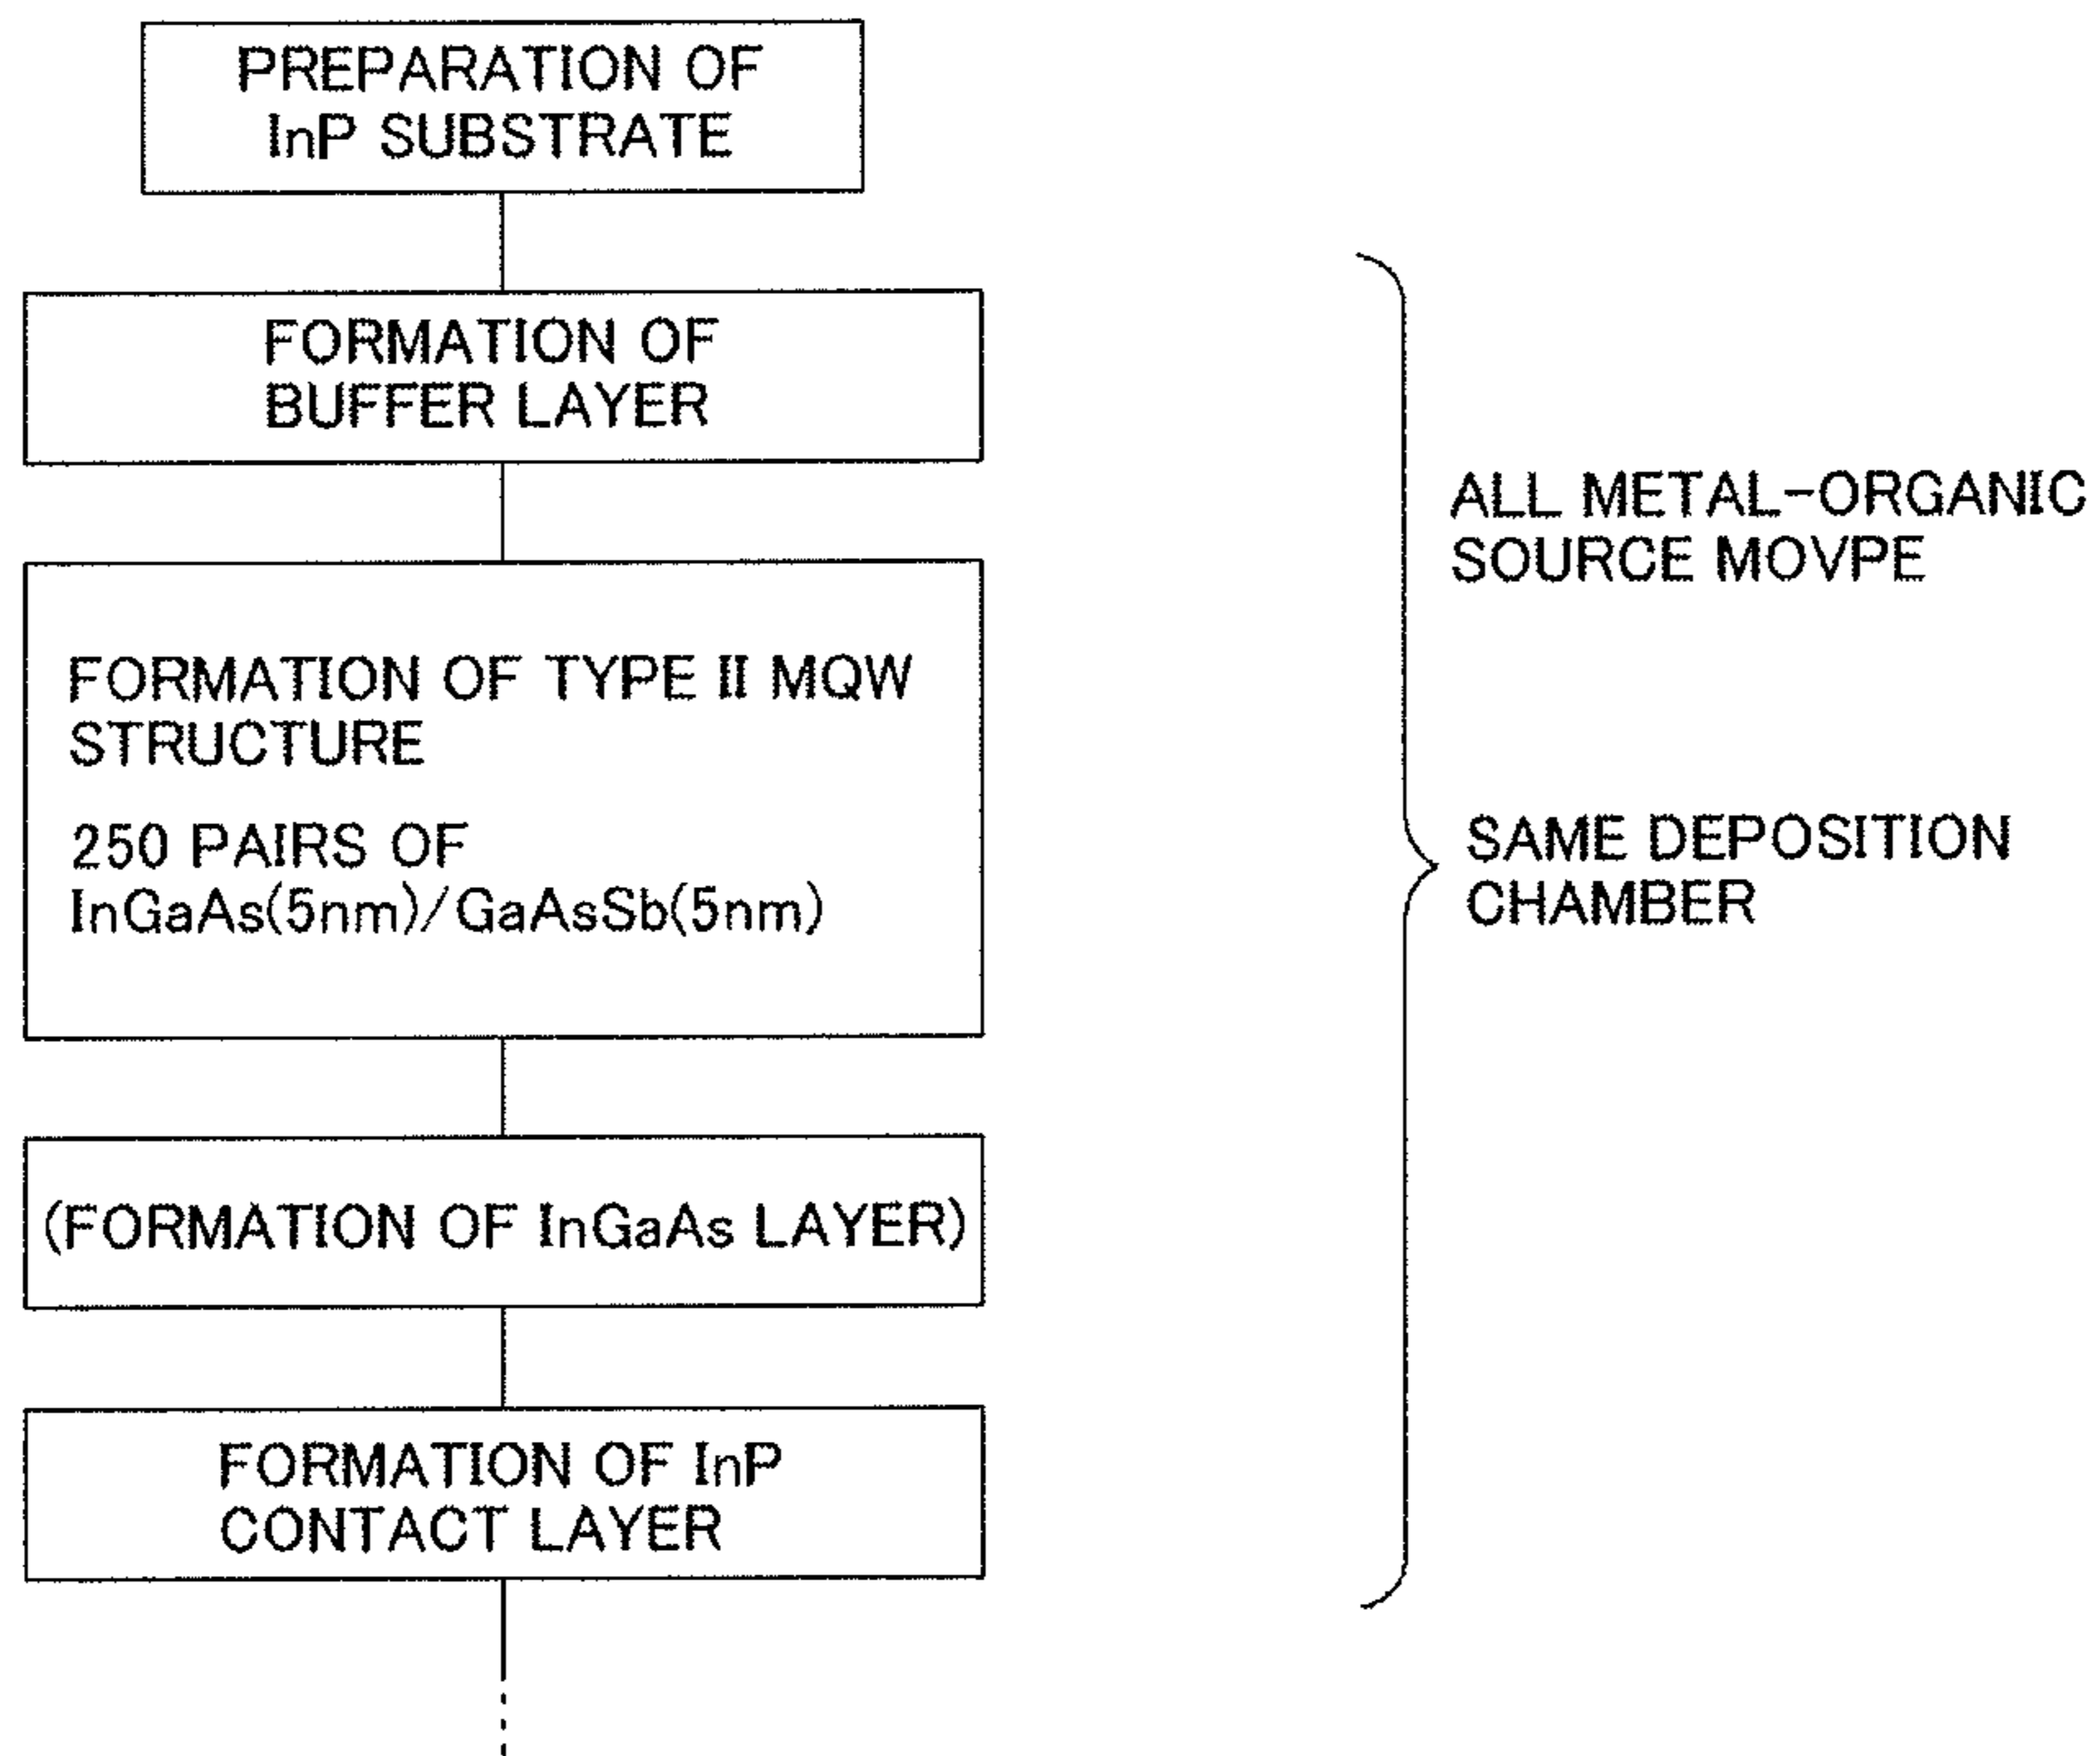 PREPARATION OF
InP SUBSTRATE
FORMATION OF
BUFFER LAYER
FORMATION OF TYPE II MQW
STRUCTURE
250 PAIRS OF
InGaAs(5nm)/GaAsSb(5nm)
(FORMATION OF InGaAs LAYER)
FORMATION OF InP
CONTACT LAYER
ALL METAL-ORGANIC
SOURCE MOVPE
SAME DEPOSITION
CHAMBER